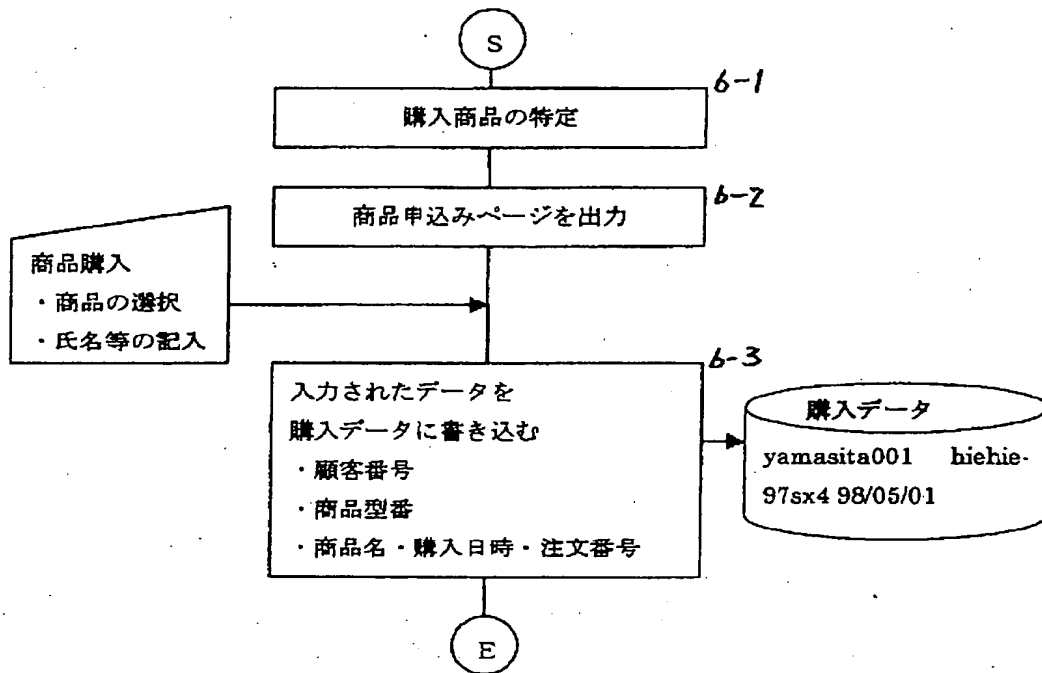 S
6-1
購入商品の特定
6-2
商品申込みページを出力
商品購入
・商品の選択
・氏名等の記入
6-3
入力されたデータを
購入データに書き込む
・顧客番号
・商品型番
・商品名・購入日時・注文番号
購入データ
yamasita001 hiehie-
97sx4 98/05/01
E